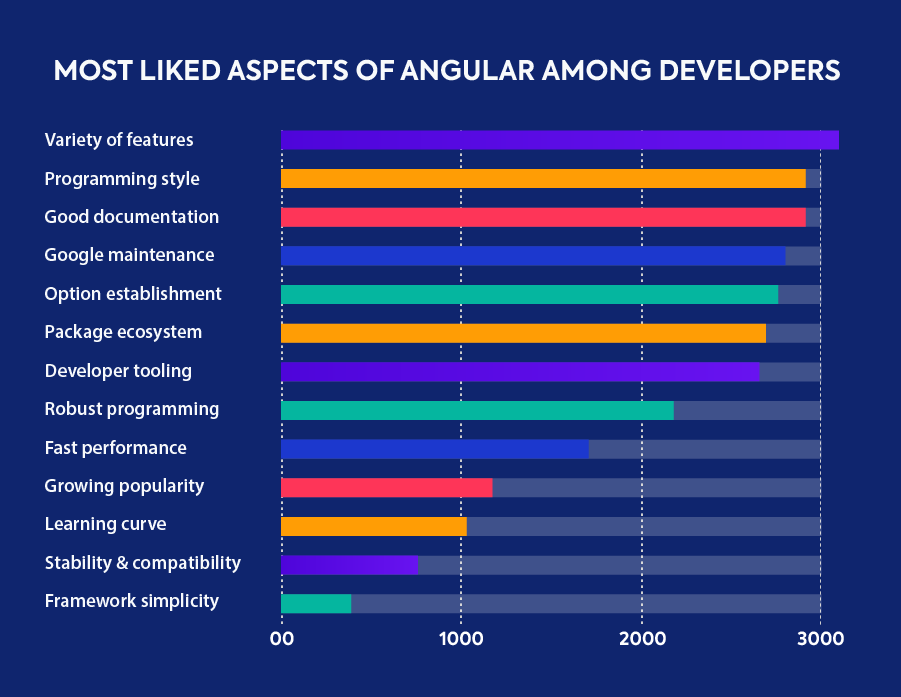 MOST LIKED ASPECTS OF ANGULAR AMONG DEVELOPERS
Variety of features
Programming style
Good documentation
Google maintenance
Option establishment
Package ecosystem
Developer tooling
Robust programming
Fast performance
Growing popularity
Learning curve
Stability & compatibility
Framework simplicity
00 1000 2000 3000